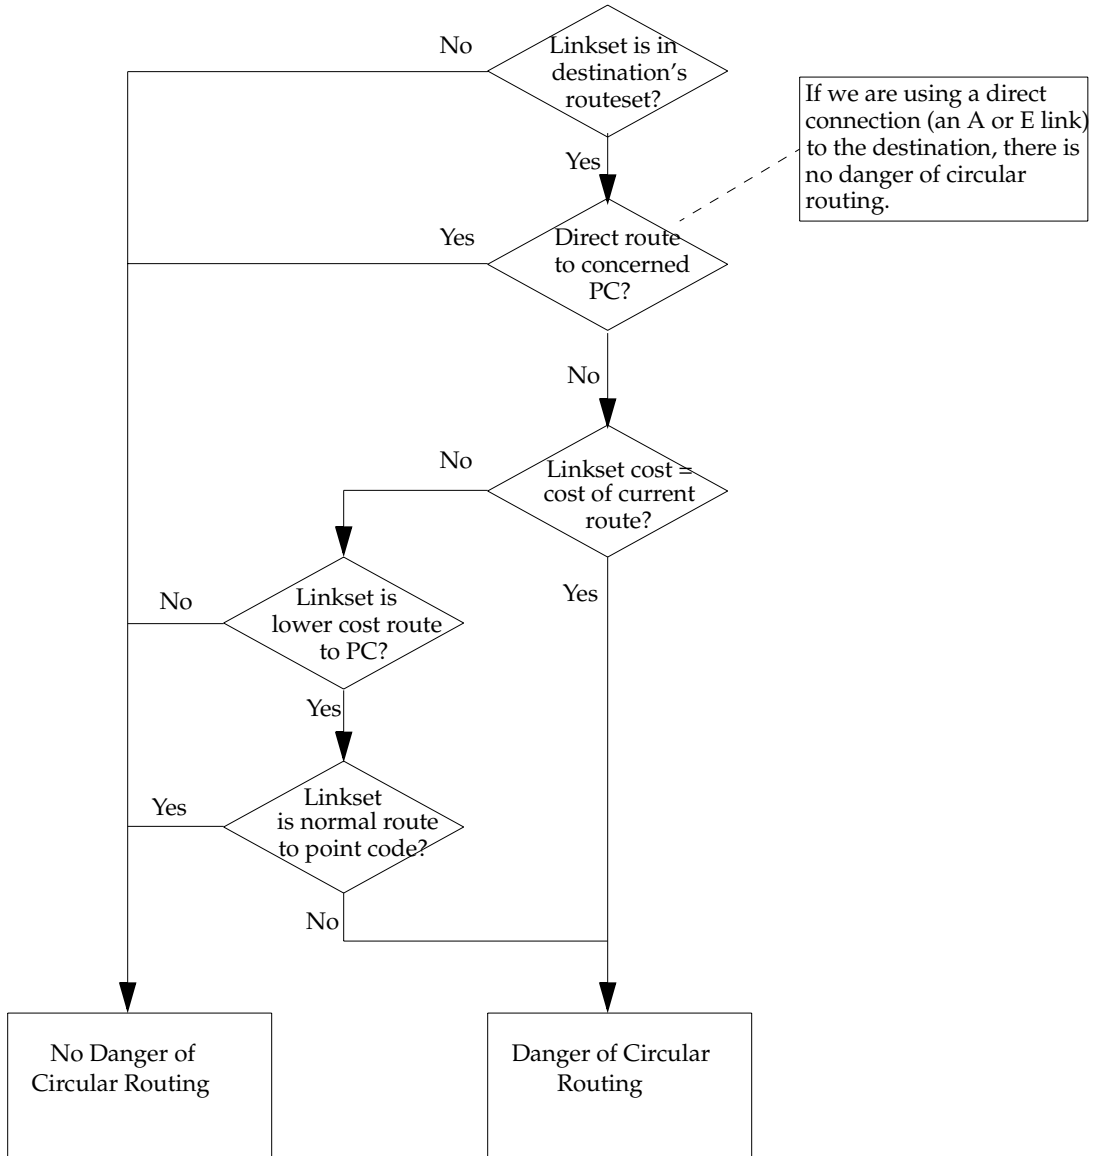 No
Linkset is in
destination's
routeset?
If we are using a direct
connection (an A or E link)
to the destination, there is
no danger of circular
routing.
Yes
Yes
Direct route
to concerned
PC?
No
No
Linkset cost =
cost of current
route?
No
Linkset is
lower cost route
to PC?
Yes
Yes
Yes
Linkset
is normal route
to point code?
No
No Danger of
Circular Routing
Danger of Circular
Routing